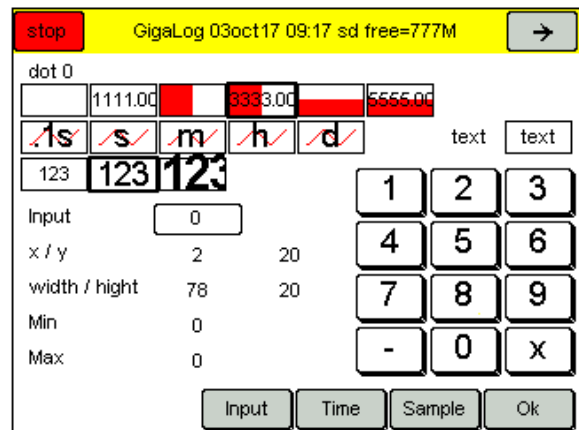 stop GigaLog 03oct17 09:17 sd free=777M →
dot 0
1111.00 3333.00 5555.00
.1s s m h d text text
123 123 123
1 2 3
Input 0
x / y 2 20
4 5 6
width / hight 78 20
7 8 9
Min 0
Max 0
- 0 X
Input Time Sample Ok